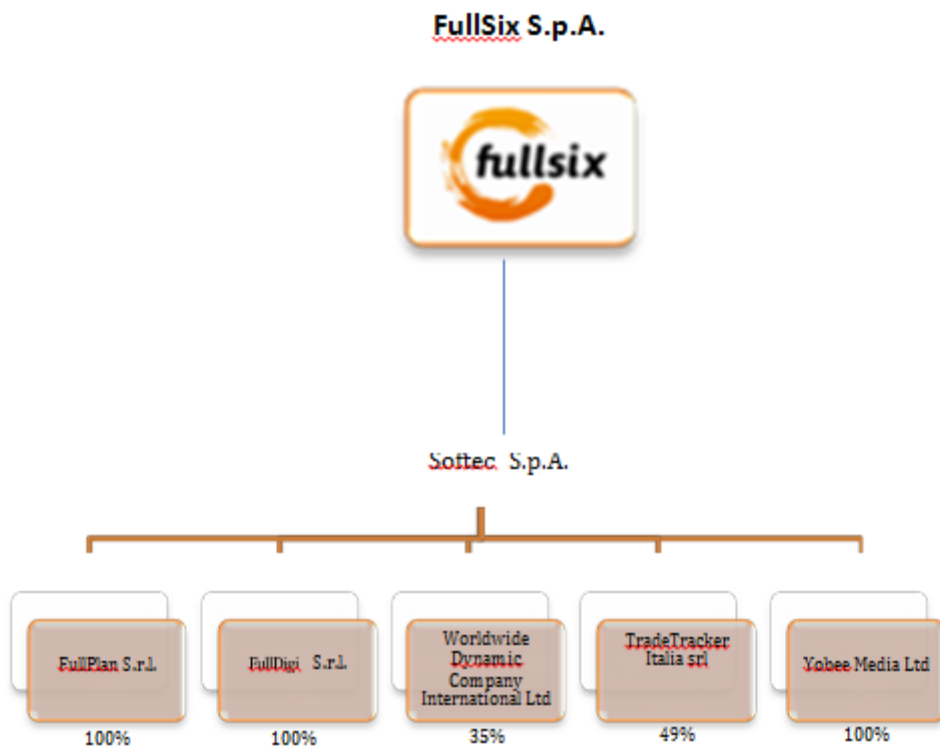 FullSix S.p.A.
fullsix
Softec S.p.A.
FullPlan S.r.l.
FullDigi S.r.l.
Worldwide
Dynamic
Company
International Ltd
TradeTracker
Italia srl
Yobee Media Ltd
100%
100%
35%
49%
100%